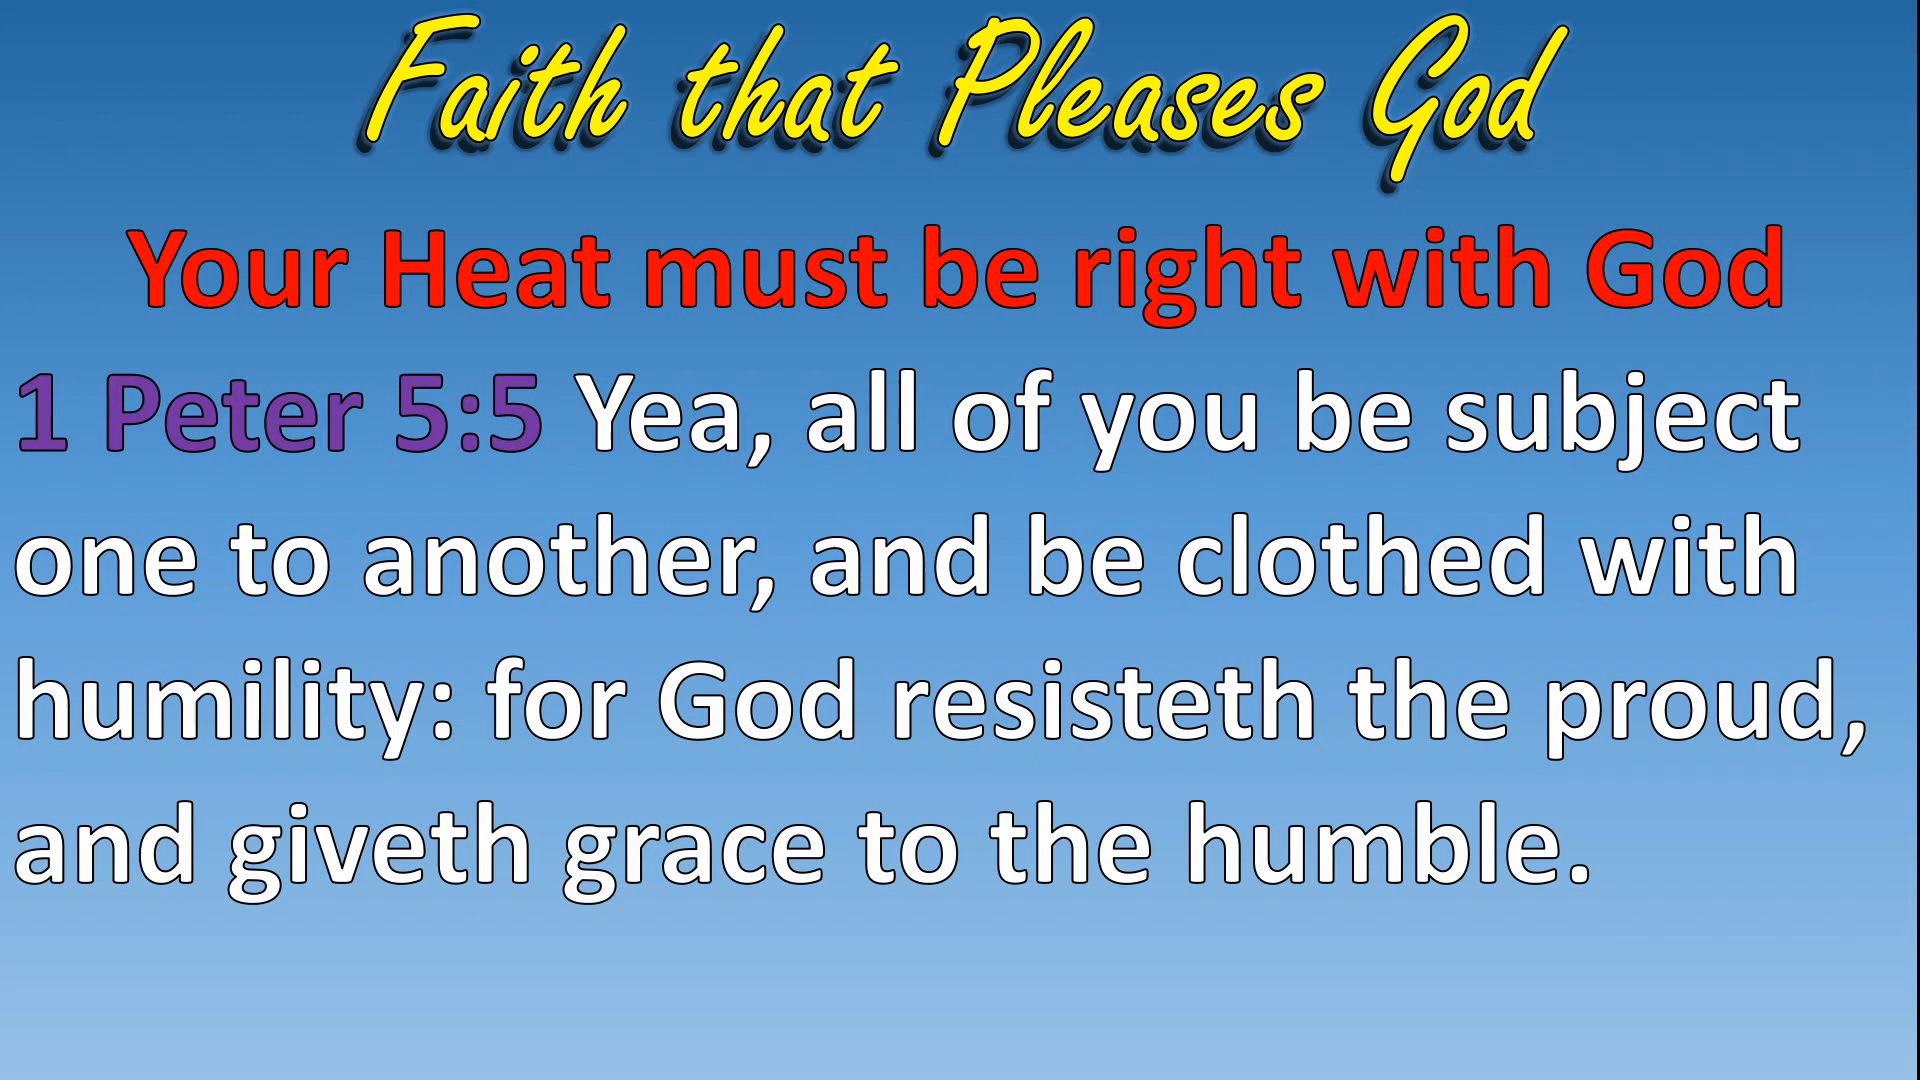 Faith that Pleases God
Your Heat must be right with God
1 Peter 5:5 Yea, all of you be subject
one to another, and be clothed with
humility: for God resisteth the proud,
and giveth grace to the humble.